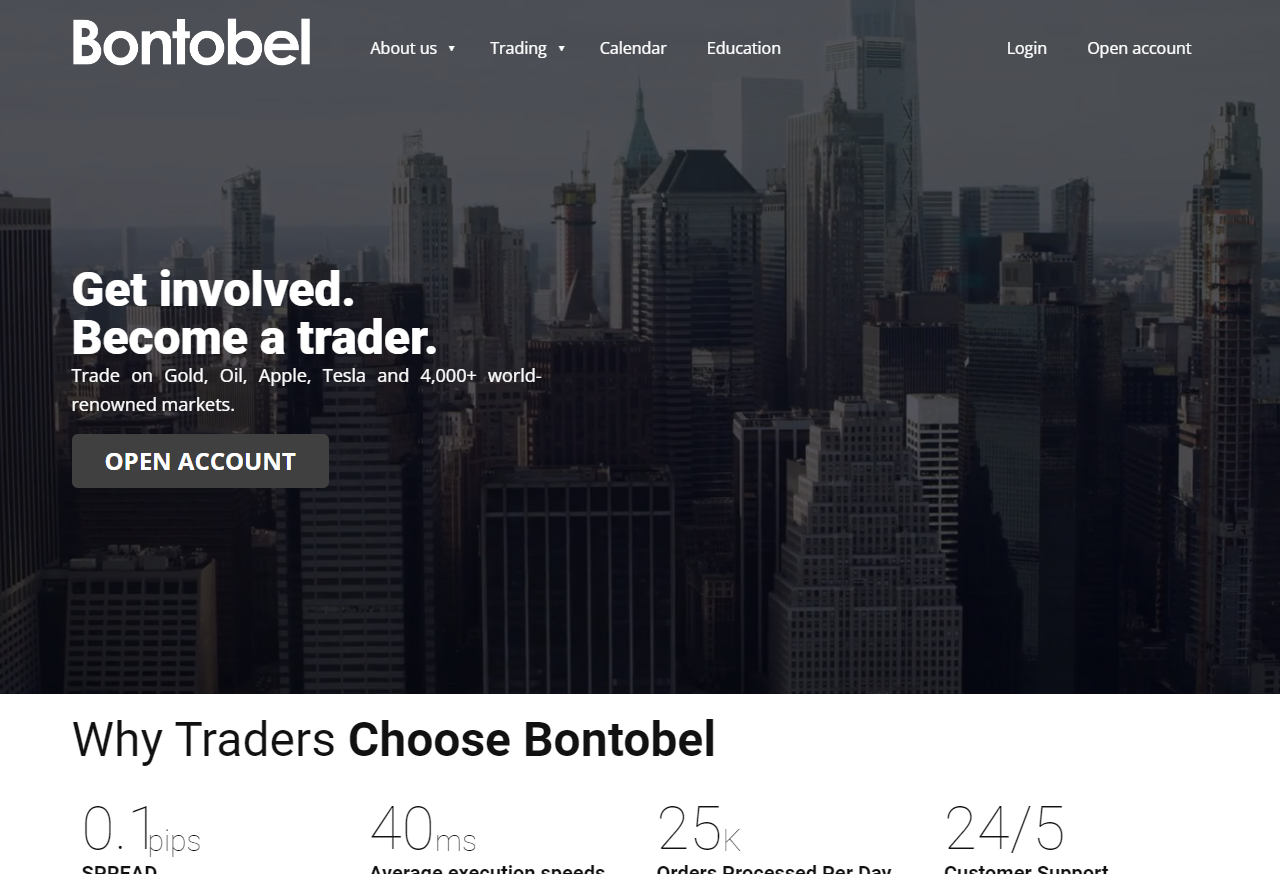 Bontobel
About us ▾ Trading ▾ Calendar Education Login Open account
Get involved.
Become a trader.
Trade on Gold, Oil, Apple, Tesla and 4,000+ world-
renowned markets.
OPEN ACCOUNT
Why Traders Choose Bontobel
0.1pips 40ms 25K 24/5
SPREAD Average execution speeds Orders Processed Per Day Customer Support